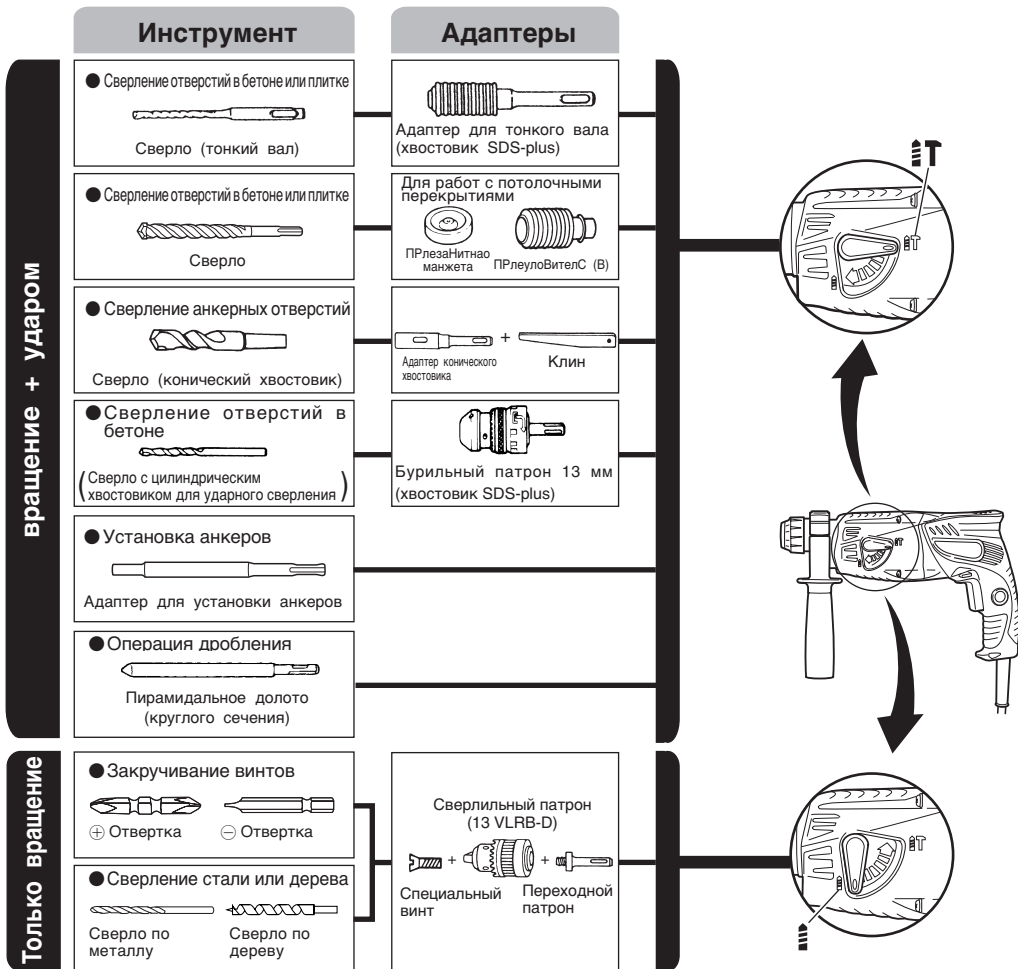 Инструмент
Адаптеры
вращение + ударом
● Сверление отверстий в бетоне или плитке
Сверло (тонкий вал)
Адаптер для тонкого вала
(хвостовик SDS-plus)
● Сверление отверстий в бетоне или плитке
Сверло
Для работ с потолочными
перекрытиями
ПРлезаНитнао
манжета
ПРлеулоВителС (B)
● Сверление анкерных отверстий
Сверло (конический хвостовик)
Адаптер конического
хвостовика
+
Клин
● Сверление отверстий в
бетоне
(Сверло с цилиндрическим
хвостовиком для ударного сверления)
Бурильный патрон 13 мм
(хвостовик SDS-plus)
● Установка анкеров
Адаптер для установки анкеров
● Операция дробления
Пирамидальное долото
(круглого сечения)
Только вращение
● Закручивание винтов
⊕ Отвертка
⊖ Отвертка
● Сверление стали или дерева
Сверло по
металлу
Сверло по
дереву
Сверлильный патрон
(13 VLRB-D)
+ +
Специальный
винт
Переходной
патрон